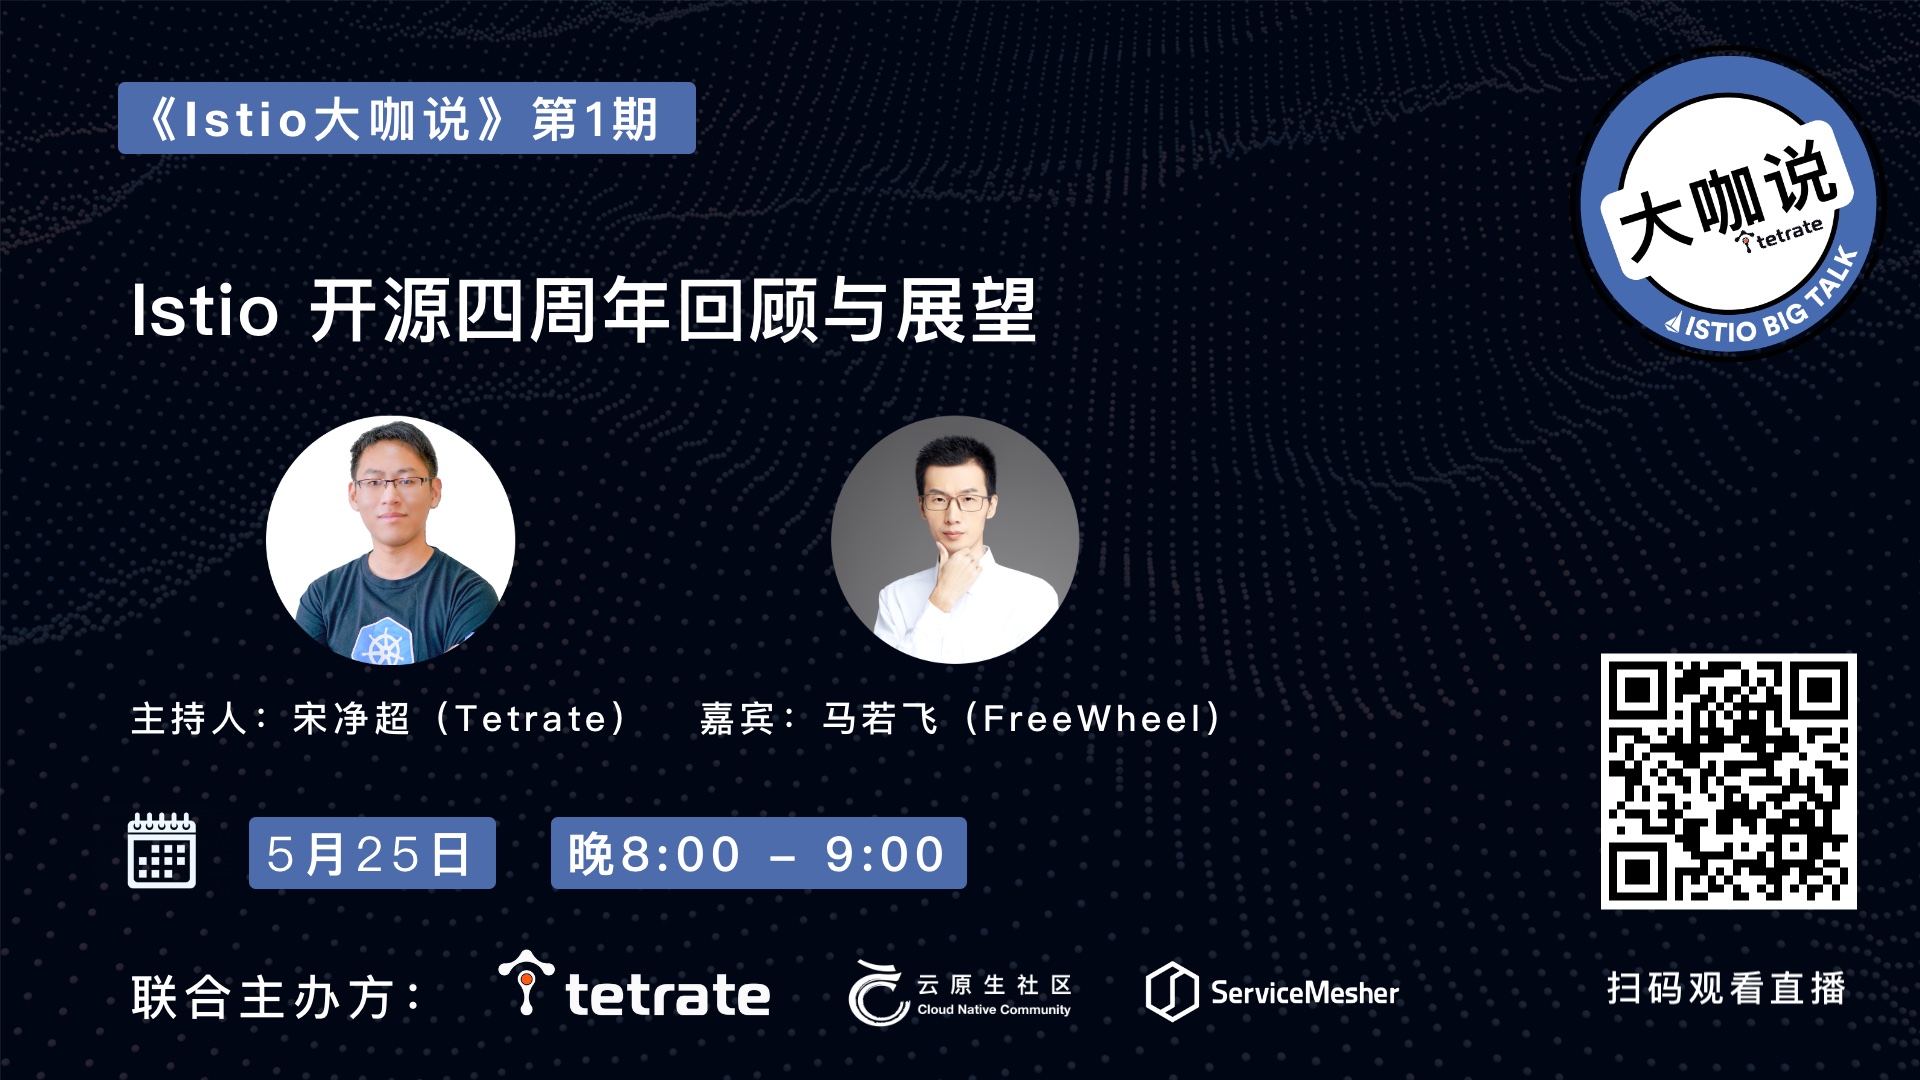 《Istio大咖说》第1期
大咖说
tetrate
ISTIO BIG TALK
Istio 开源四周年回顾与展望
主持人：宋净超（Tetrate）
嘉宾：马若飞（FreeWheel）
5月25日
晚8:00 – 9:00
联合主办方：
tetrate
云原生社区
Cloud Native Community
ServiceMesher
扫码观看直播